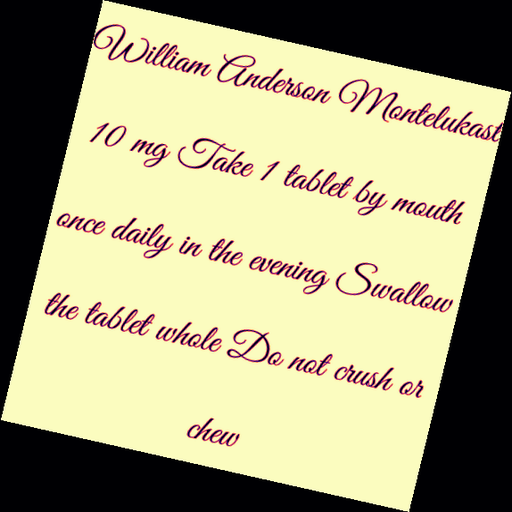 William Anderson Montelukast
10 mg Take 1 tablet by mouth
once daily in the evening Swallow
the tablet whole Do not crush or
chew